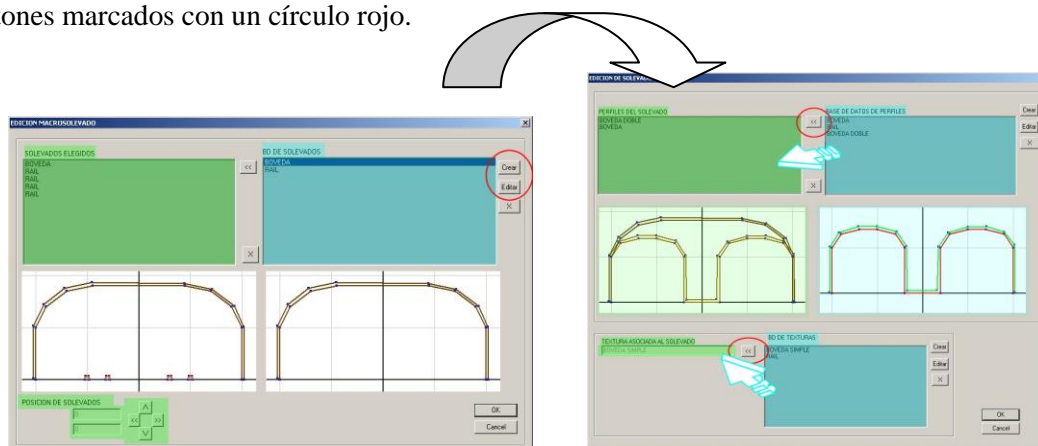 tones marcados con un círculo rojo.
EDICION MACROSOLEVADO
SOLEVADOS ELEGIDOS
BOVEDA
RAIL
RAIL
RAIL
RAIL
<<
X
BD DE SOLEVADOS
BOVEDA
RAIL
Crear
Editar
X
POSICION DE SOLEVADOS
0
0
<<
>>
OK
Cancel
EDICION DE SOLEVADO
PERFILES DEL SOLEVADO
BOVEDA DOBLE
BOVEDA
<<
X
BASE DE DATOS DE PERFILES
BOVEDA
RAIL
BOVEDA DOBLE
Crear
Editar
X
TEXTURA ASOCIADA AL SOLEVADO
BOVEDA SIMPLE
<<
BD DE TEXTURAS
BOVEDA SIMPLE
RAIL
Crear
Editar
X
OK
Cancel